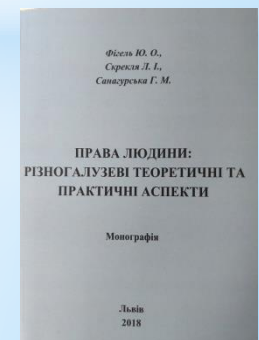 Фігель Ю. О.,
Скрекля Л. І.,
Санагурська Г. М.
ПРАВА ЛЮДИНИ:
РІЗНОГАЛУЗЕВІ ТЕОРЕТИЧНІ ТА
ПРАКТИЧНІ АСПЕКТИ
Монографія
Львів
2018